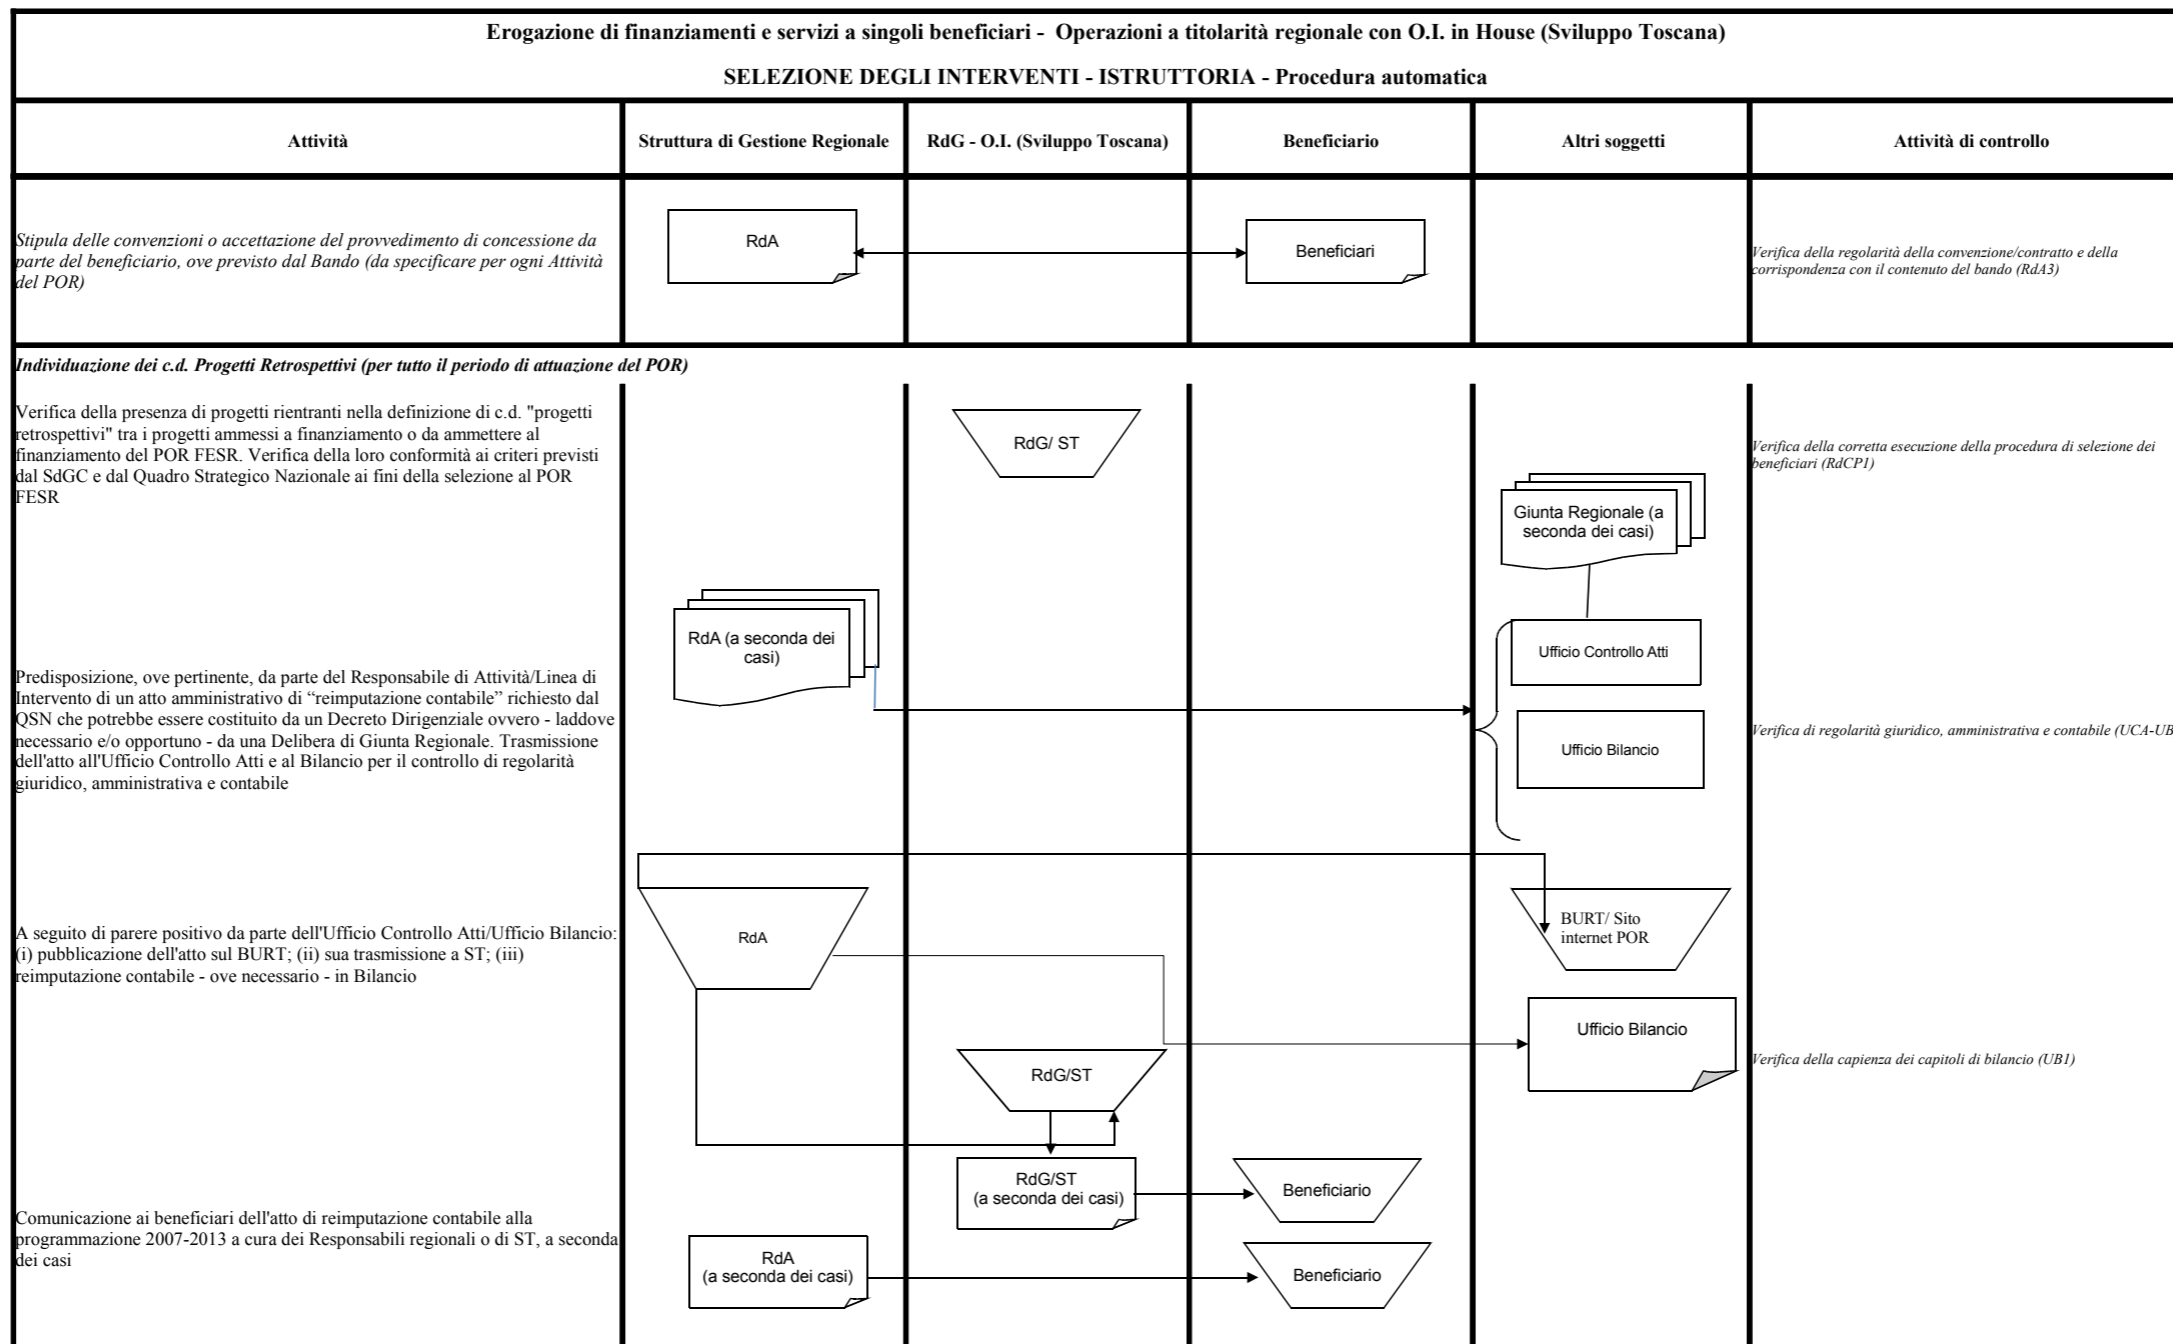 Erogazione di finanziamenti e servizi a singoli beneficiari - Operazioni a titolarità regionale con O.I. in House (Sviluppo Toscana)
SELEZIONE DEGLI INTERVENTI - ISTRUTTORIA - Procedura automatica
Attività
Struttura di Gestione Regionale
RdG - O.I. (Sviluppo Toscana)
Beneficiario
Altri soggetti
Attività di controllo
Stipula delle convenzioni o accettazione del provvedimento di concessione da
parte del beneficiario, ove previsto dal Bando (da specificare per ogni Attività
del POR)
RdA
Beneficiari
Verifica della regolarità della convenzione/contratto e della
corrispondenza con il contenuto del bando (RdA3)
Individuazione dei c.d. Progetti Retrospettivi (per tutto il periodo di attuazione del POR)
Verifica della presenza di progetti rientranti nella definizione di c.d. "progetti
retrospettivi" tra i progetti ammessi a finanziamento o da ammettere al
finanziamento del POR FESR. Verifica della loro conformità ai criteri previsti
dal SdGC e dal Quadro Strategico Nazionale ai fini della selezione al POR
FESR
RdG/ ST
Verifica della corretta esecuzione della procedura di selezione dei
beneficiari (RdCP1)
Giunta Regionale (a
seconda dei casi)
RdA (a seconda dei
casi)
Ufficio Controllo Atti
Ufficio Bilancio
Predisposizione, ove pertinente, da parte del Responsabile di Attività/Linea di
Intervento di un atto amministrativo di “reimputazione contabile” richiesto dal
QSN che potrebbe essere costituito da un Decreto Dirigenziale ovvero - laddove
necessario e/o opportuno - da una Delibera di Giunta Regionale. Trasmissione
dell'atto all'Ufficio Controllo Atti e al Bilancio per il controllo di regolarità
giuridico, amministrativa e contabile
Verifica di regolarità giuridico, amministrativa e contabile (UCA-UB
A seguito di parere positivo da parte dell'Ufficio Controllo Atti/Ufficio Bilancio:
(i) pubblicazione dell'atto sul BURT; (ii) sua trasmissione a ST; (iii)
reimputazione contabile - ove necessario - in Bilancio
RdA
BURT/ Sito
internet POR
Ufficio Bilancio
RdG/ST
Verifica della capienza dei capitoli di bilancio (UB1)
RdG/ST
(a seconda dei casi)
Beneficiario
Comunicazione ai beneficiari dell'atto di reimputazione contabile alla
programmazione 2007-2013 a cura dei Responsabili regionali o di ST, a seconda
dei casi
RdA
(a seconda dei casi)
Beneficiario